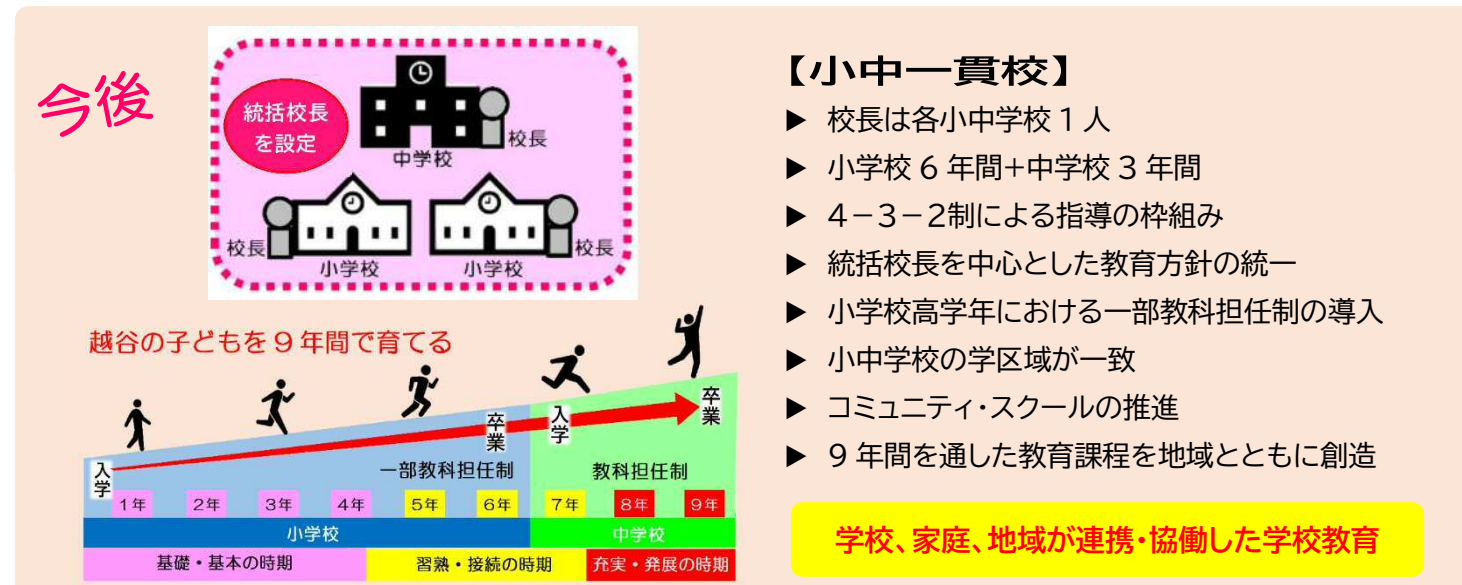 今後
統括校長
を設定
中学校
校長
校長
小学校
小学校
校長
越谷の子どもを9年間で育てる
入学
卒業
入学
卒業
一部教科担任制
教科担任制
1年 2年 3年 4年 5年 6年 7年 8年 9年
小学校 中学校
基礎・基本の時期 習熟・接続の時期 充実・発展の時期
【小中一貫校】
▶ 校長は各小中学校1人
▶ 小学校6年間+中学校3年間
▶ 4-3-2制による指導の枠組み
▶ 統括校長を中心とした教育方針の統一
▶ 小学校高学年における一部教科担任制の導入
▶ 小中学校の学区域が一致
▶ コミュニティ・スクールの推進
▶ 9年間を通した教育課程を地域とともに創造
学校、家庭、地域が連携・協働した学校教育